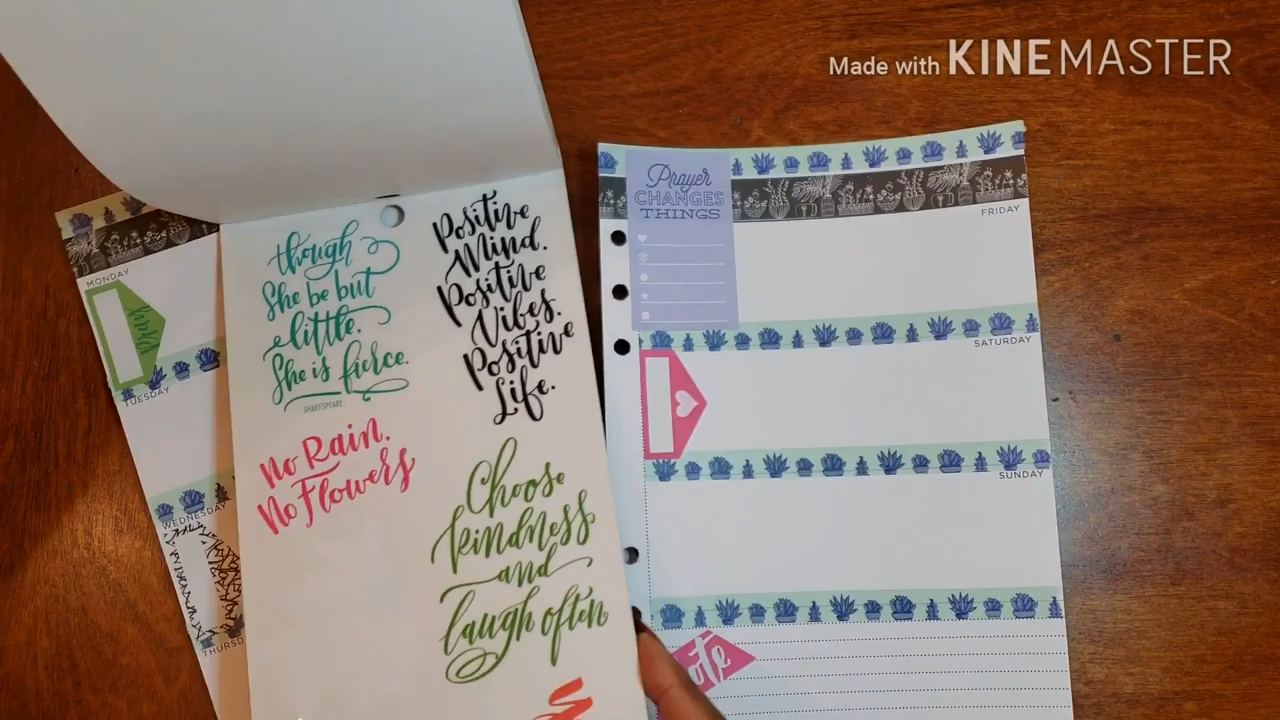 Made with KINEMASTER
MONDAY
TUESDAY
WEDNESDAY
though
She be but
little,
She is fierce.
SHAKESPEARE
No Rain,
No Flowers
Positive
Mind.
Positive
Vibes.
Positive
Life.
Choose
kindness
and
laugh often
Prayer
CHANGES
THINGS
FRIDAY
SATURDAY
SUNDAY